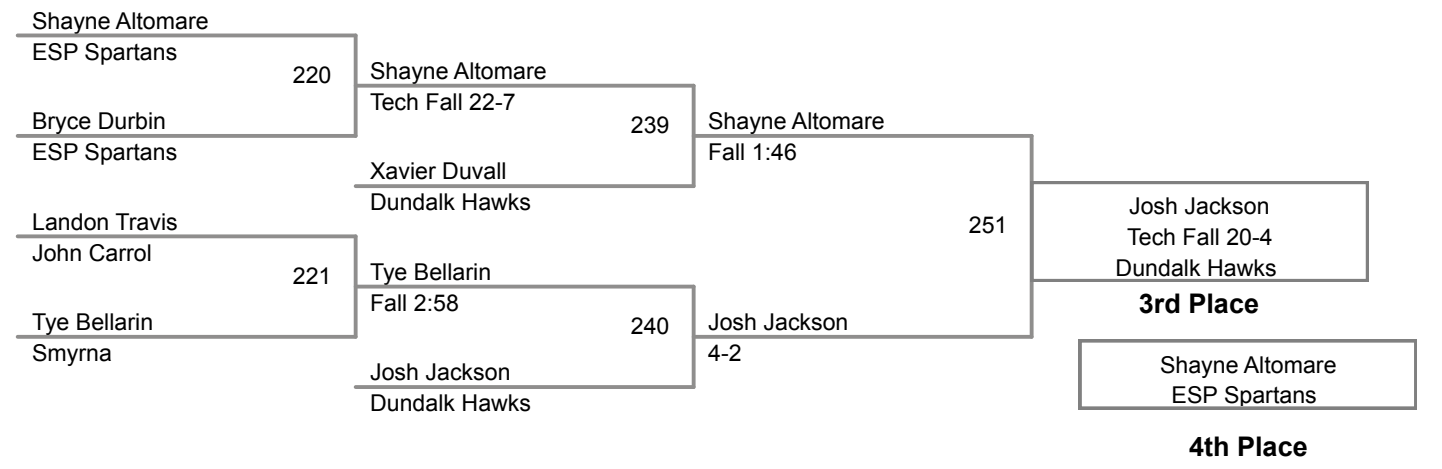 Shayne Altomare
ESP Spartans
220
Bryce Durbin
ESP Spartans
Landon Travis
John Carrol
221
Tye Bellarin
Smyrna
Shayne Altomare
Tech Fall 22-7
239
Xavier Duvall
Dundalk Hawks
Tye Bellarin
Fall 2:58
240
Josh Jackson
Dundalk Hawks
Shayne Altomare
Fall 1:46
251
Josh Jackson
4-2
Josh Jackson
Tech Fall 20-4
Dundalk Hawks
3rd Place
Shayne Altomare
ESP Spartans
4th Place